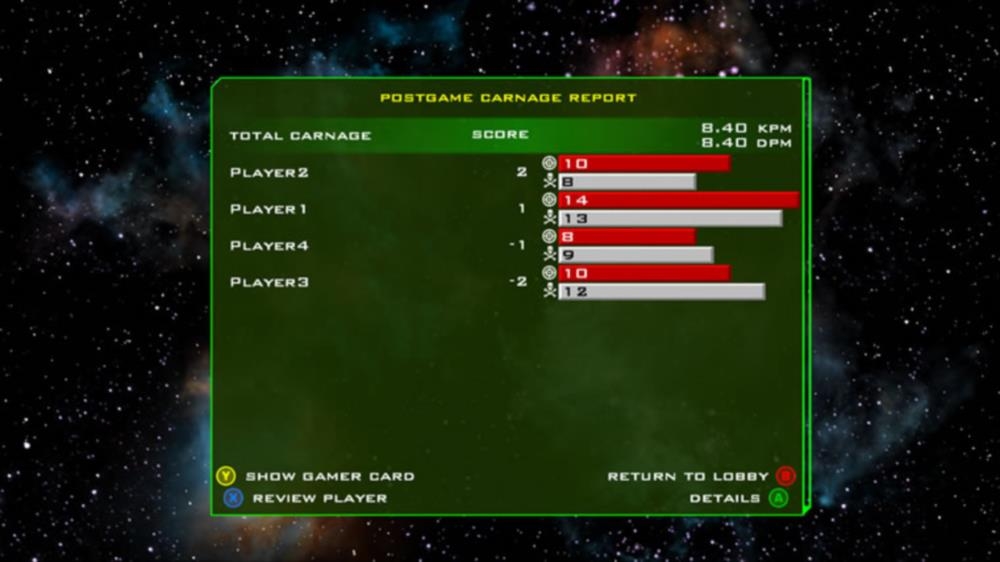 POSTGAME CARNAGE REPORT
TOTAL CARNAGE SCORE 8.40 KPM
8.40 DPM
PLAYER2 2 10
8
PLAYER1 1 14
13
PLAYER4 -1 8
9
PLAYER3 -2 10
12
Y SHOW GAMER CARD RETURN TO LOBBY B
X REVIEW PLAYER DETAILS A